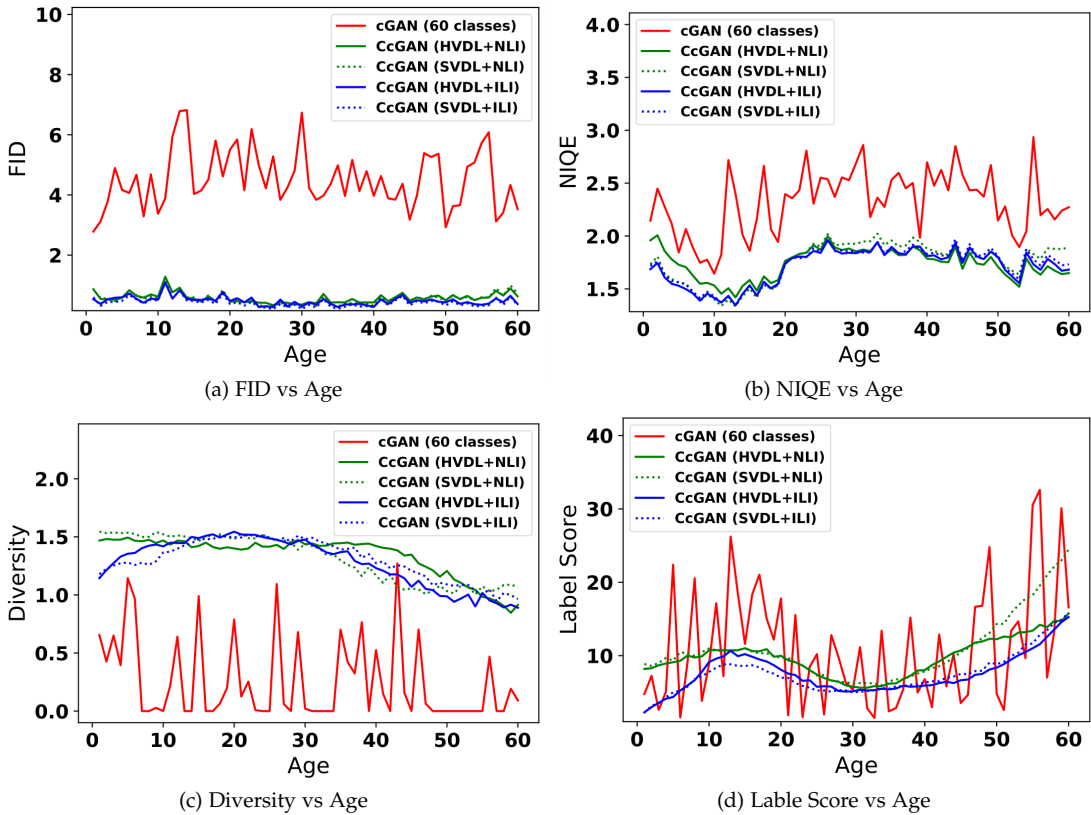 10
8
6
4
2
FID
0 10 20 30 40 50 60
Age
cGAN (60 classes)
CcGAN (HVDL+NLI)
CcGAN (SVDL+NLI)
CcGAN (HVDL+ILI)
CcGAN (SVDL+ILI)
(a) FID vs Age
4.0
3.5
3.0
2.5
2.0
1.5
NIQE
0 10 20 30 40 50 60
Age
cGAN (60 classes)
CcGAN (HVDL+NLI)
CcGAN (SVDL+NLI)
CcGAN (HVDL+ILI)
CcGAN (SVDL+ILI)
(b) NIQE vs Age
2.0
1.5
1.0
0.5
0.0
Diversity
0 10 20 30 40 50 60
Age
cGAN (60 classes)
CcGAN (HVDL+NLI)
CcGAN (SVDL+NLI)
CcGAN (HVDL+ILI)
CcGAN (SVDL+ILI)
(c) Diversity vs Age
40
30
20
10
Label Score
0 10 20 30 40 50 60
Age
cGAN (60 classes)
CcGAN (HVDL+NLI)
CcGAN (SVDL+NLI)
CcGAN (HVDL+ILI)
CcGAN (SVDL+ILI)
(d) Lable Score vs Age